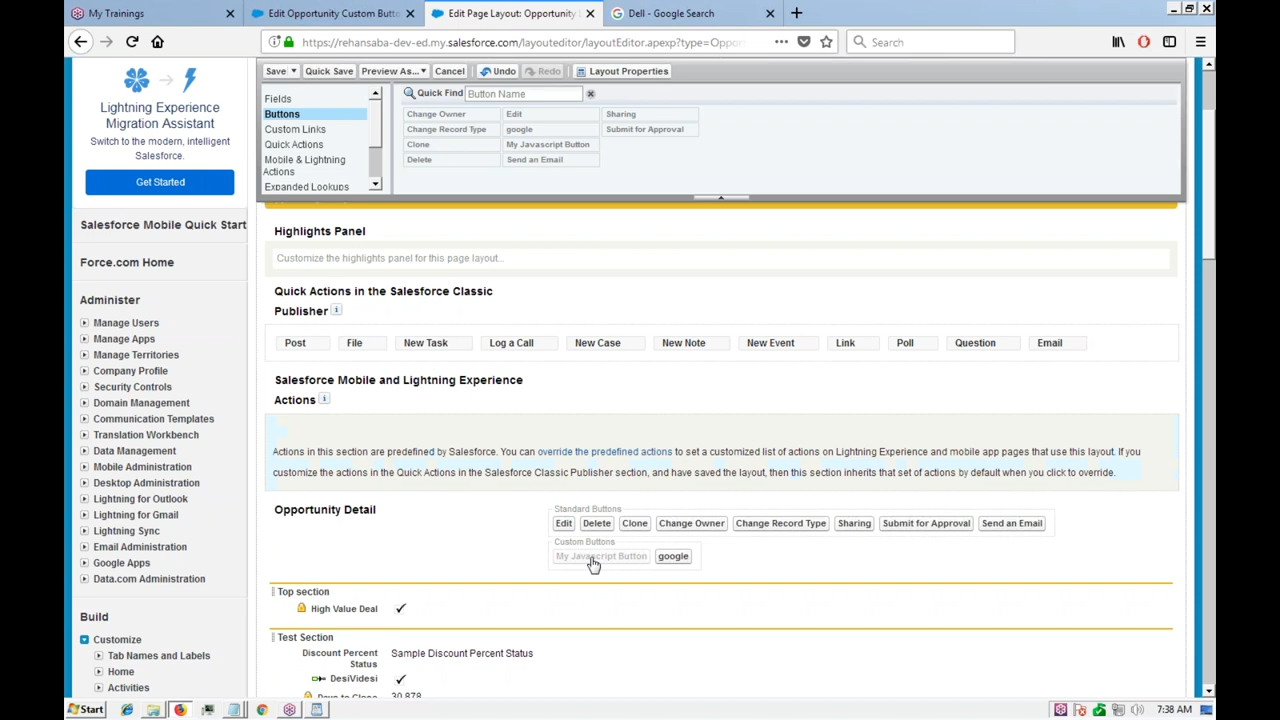 My Trainings
Edit Opportunity Custom Butto
Edit Page Layout: Opportunity
Dell - Google Search
https://rehansaba-dev-ed.my.salesforce.com/layouteditor/layoutEditor.apexp?type=Oppor
Search
Save
Quick Save
Preview As...
Cancel
Undo
Redo
Layout Properties
Lightning Experience
Migration Assistant
Switch to the modern, intelligent
Salesforce.
Get Started
Fields
Buttons
Custom Links
Quick Actions
Mobile & Lightning
Actions
Expanded Lookups
Quick Find
Button Name
Change Owner
Edit
Sharing
Change Record Type
google
Submit for Approval
Clone
My Javascript Button
Delete
Send an Email
Salesforce Mobile Quick Start
Force.com Home
Administer
Manage Users
Manage Apps
Manage Territories
Company Profile
Security Controls
Domain Management
Communication Templates
Translation Workbench
Data Management
Mobile Administration
Desktop Administration
Lightning for Outlook
Lightning for Gmail
Lightning Sync
Email Administration
Google Apps
Data.com Administration
Build
Customize
Tab Names and Labels
Home
Activities
Highlights Panel
Customize the highlights panel for this page layout...
Quick Actions in the Salesforce Classic
Publisher
Post
File
New Task
Log a Call
New Case
New Note
New Event
Link
Poll
Question
Email
Salesforce Mobile and Lightning Experience
Actions
Actions in this section are predefined by Salesforce. You can override the predefined actions to set a customized list of actions on Lightning Experience and mobile app pages that use this layout. If you
customize the actions in the Quick Actions in the Salesforce Classic Publisher section, and have saved the layout, then this section inherits that set of actions by default when you click to override.
Opportunity Detail
Standard Buttons
Edit
Delete
Clone
Change Owner
Change Record Type
Sharing
Submit for Approval
Send an Email
Custom Buttons
My Javascript Button
google
Top section
High Value Deal
Test Section
Discount Percent
Status
Sample Discount Percent Status
DesiVidesi
Days to Close
30,878
Start
7:38 AM